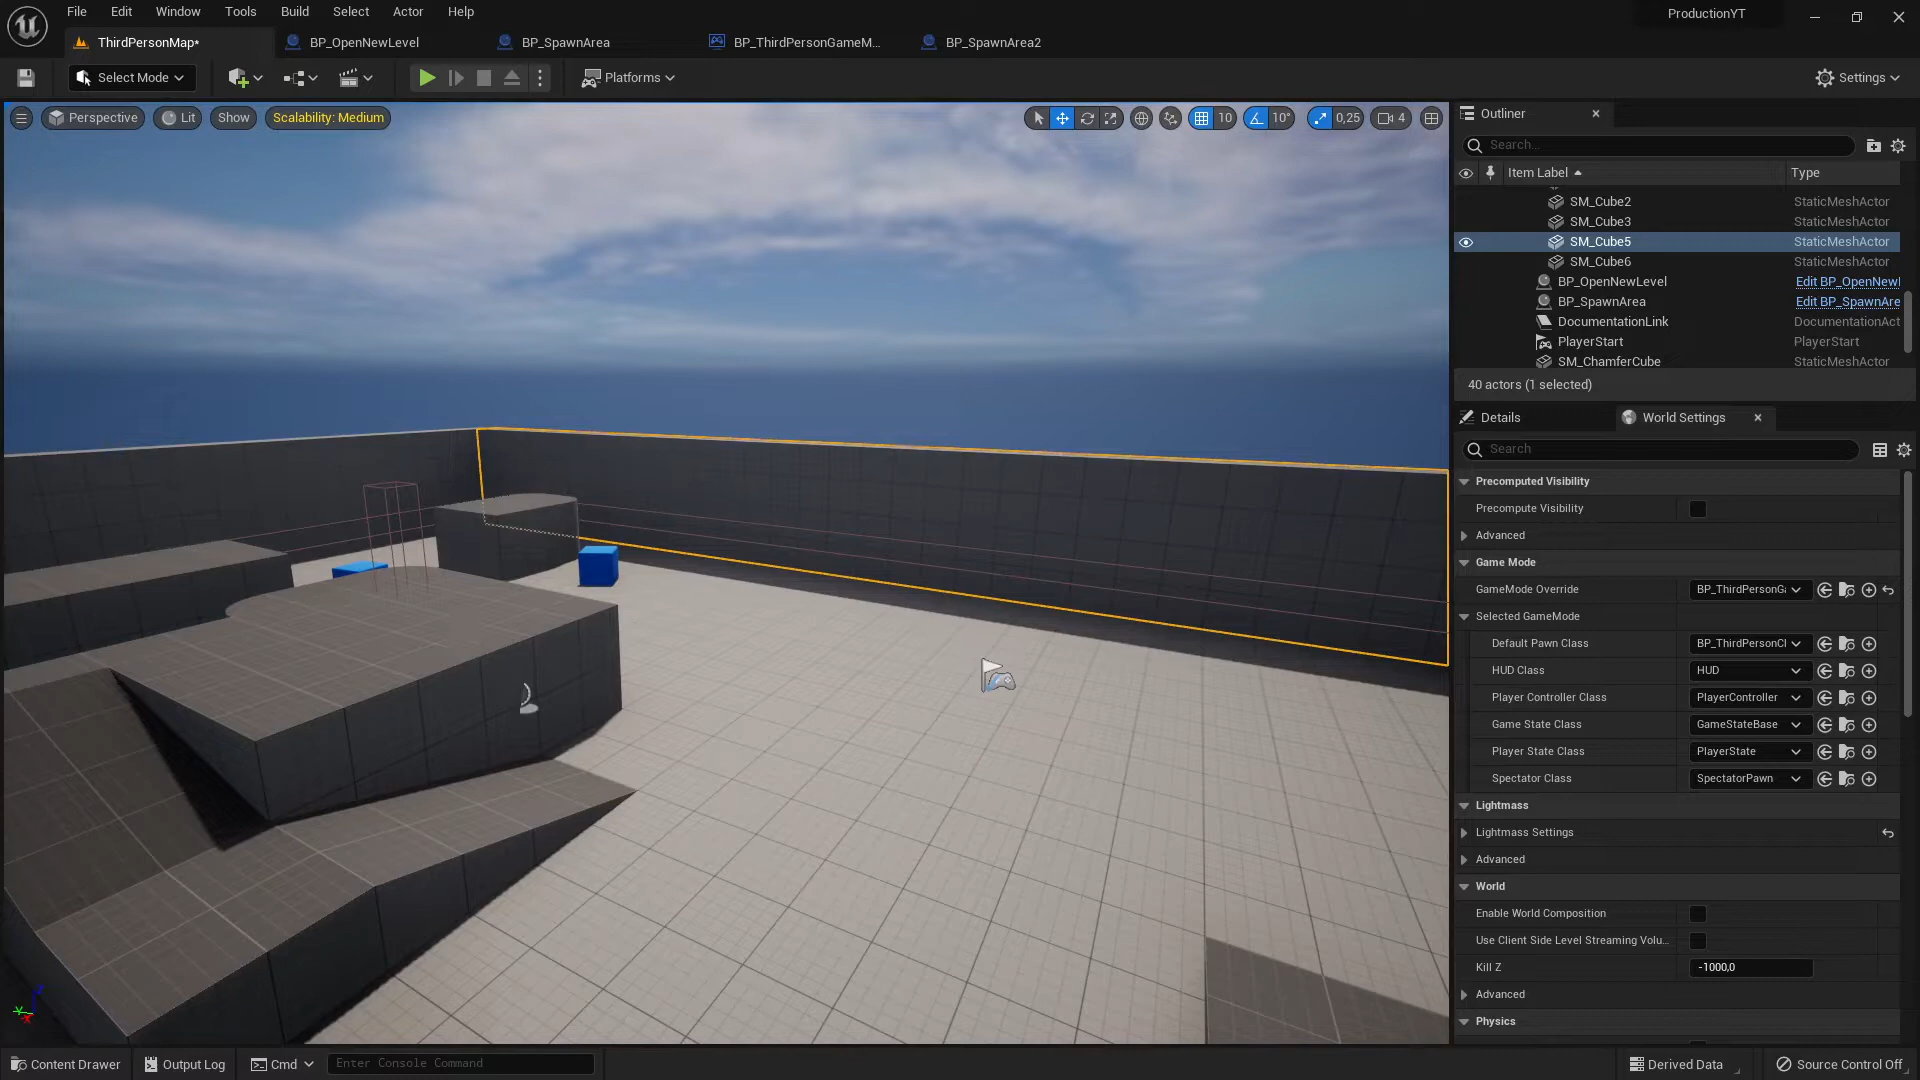 File Edit Window Tools Build Select Actor Help
ProductionYT
ThirdPersonMap*
BP_OpenNewLevel
BP_SpawnArea
BP_ThirdPersonGameM...
BP_SpawnArea2
Select Mode
Platforms
Settings
Perspective
Lit
Show
Scalability: Medium
10
10°
0,25
4
Outliner
Search...
Item Label
Type
SM_Cube2 StaticMeshActor
SM_Cube3 StaticMeshActor
SM_Cube5 StaticMeshActor
SM_Cube6 StaticMeshActor
BP_OpenNewLevel Edit BP_OpenNewl
BP_SpawnArea Edit BP_SpawnAre
DocumentationLink DocumentationAct
PlayerStart PlayerStart
SM_ChamferCube StaticMeshActor
40 actors (1 selected)
Details
World Settings
Search
Precomputed Visibility
Precompute Visibility
Advanced
Game Mode
GameMode Override BP_ThirdPersonGa
Selected GameMode
Default Pawn Class BP_ThirdPersonCl
HUD Class HUD
Player Controller Class PlayerController
Game State Class GameStateBase
Player State Class PlayerState
Spectator Class SpectatorPawn
Lightmass
Lightmass Settings
Advanced
World
Enable World Composition
Use Client Side Level Streaming Volu...
Kill Z -1000,0
Advanced
Physics
Content Drawer
Output Log
Cmd
Enter Console Command
Derived Data
Source Control Off